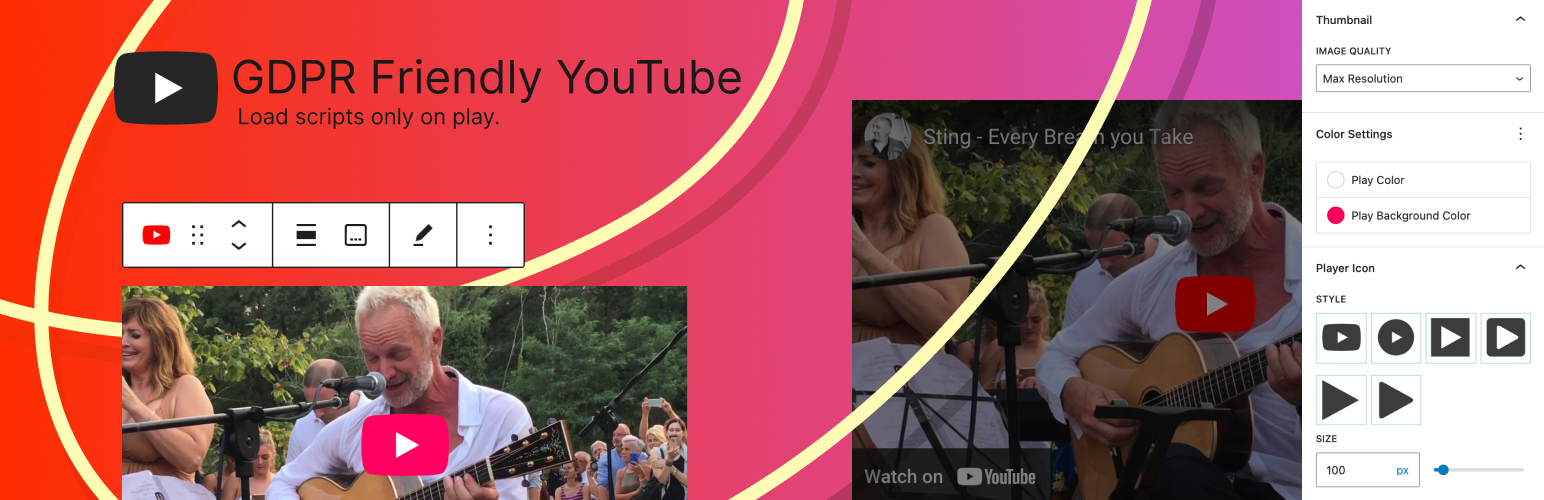 GDPR Friendly YouTube
Load scripts only on play.
Sting - Every Breath you Take
Watch on YouTube
Thumbnail
IMAGE QUALITY
Max Resolution
Color Settings
Play Color
Play Background Color
Player Icon
STYLE
SIZE
100 px